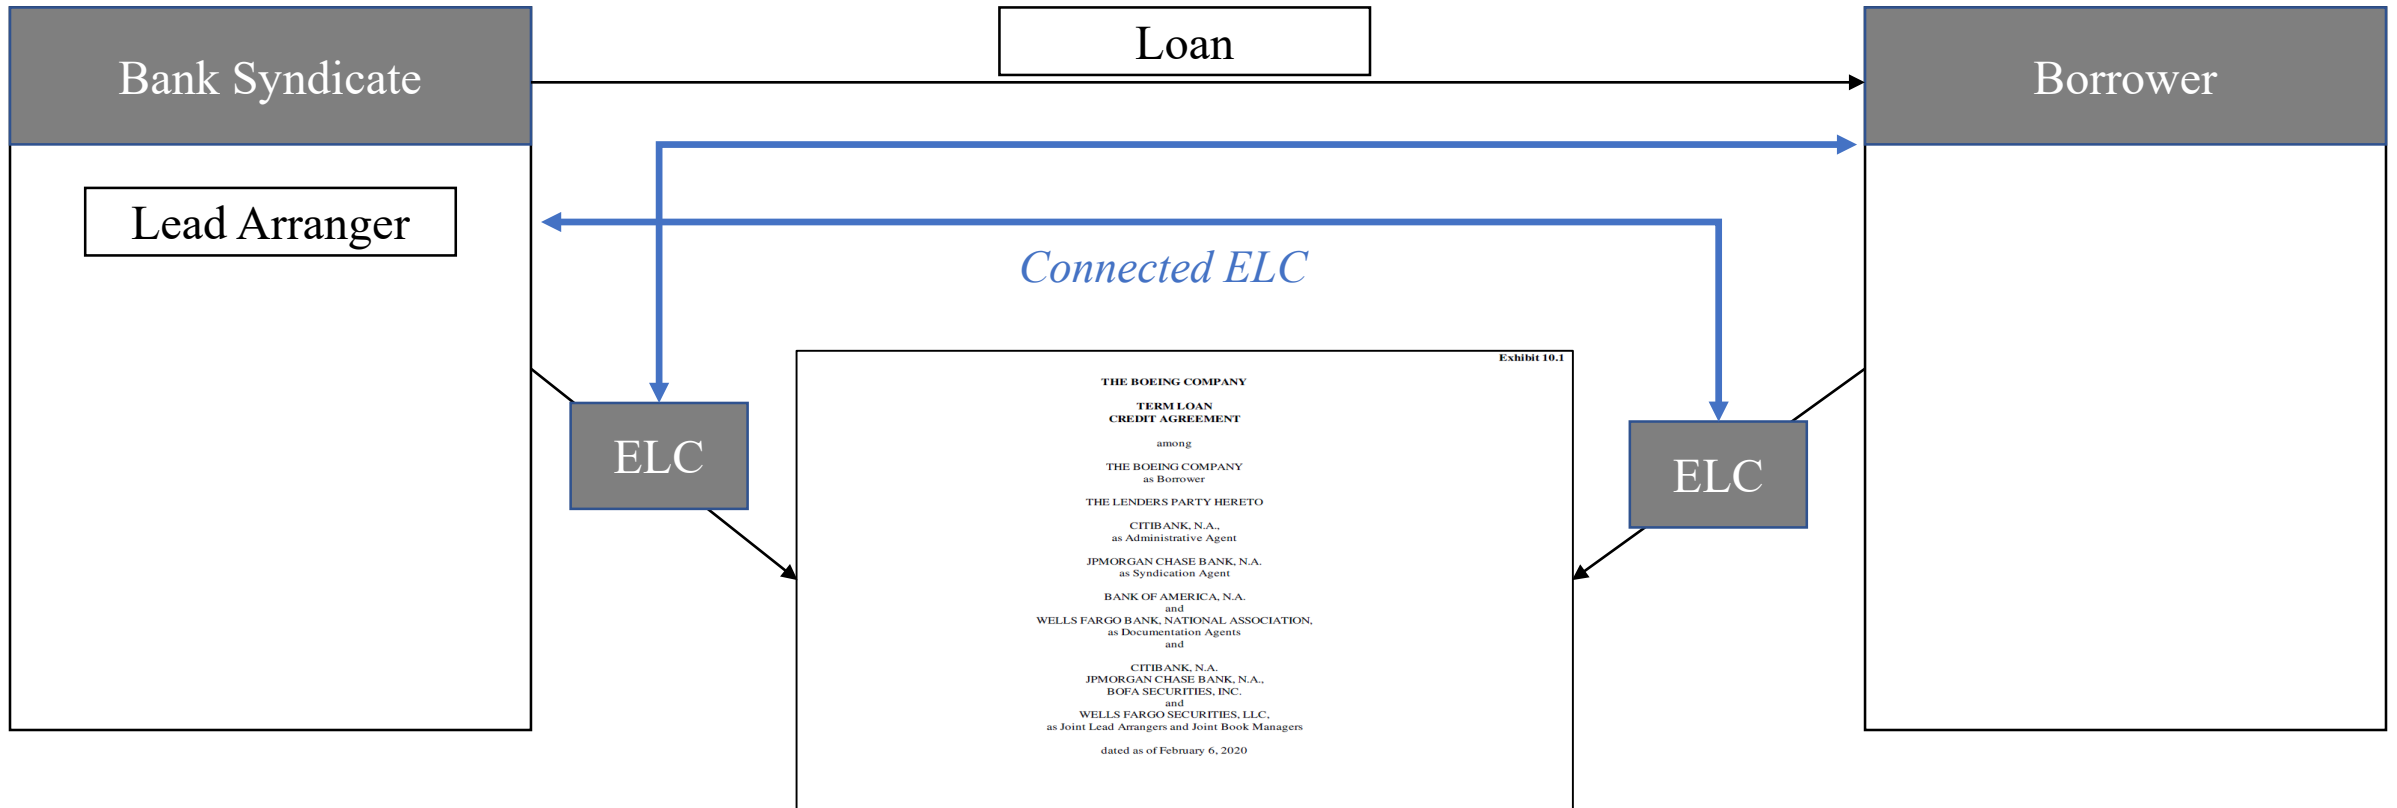 Loan
Bank Syndicate
Borrower
Lead Arranger
Connected ELC
ELC
ELC
Exhibit 10.1
THE BOEING COMPANY
TERM LOAN
CREDIT AGREEMENT
among
THE BOEING COMPANY
as Borrower
THE LENDERS PARTY HERETO
CITIBANK, N.A.,
as Administrative Agent
JPMORGAN CHASE BANK, N.A.
as Syndication Agent
BANK OF AMERICA, N.A.
and
WELLS FARGO BANK, NATIONAL ASSOCIATION,
as Documentation Agents
and
CITIBANK, N.A.
JPMORGAN CHASE BANK, N.A.,
BOFA SECURITIES, INC.
and
WELLS FARGO SECURITIES, LLC,
as Joint Lead Arrangers and Joint Book Managers
dated as of February 6, 2020